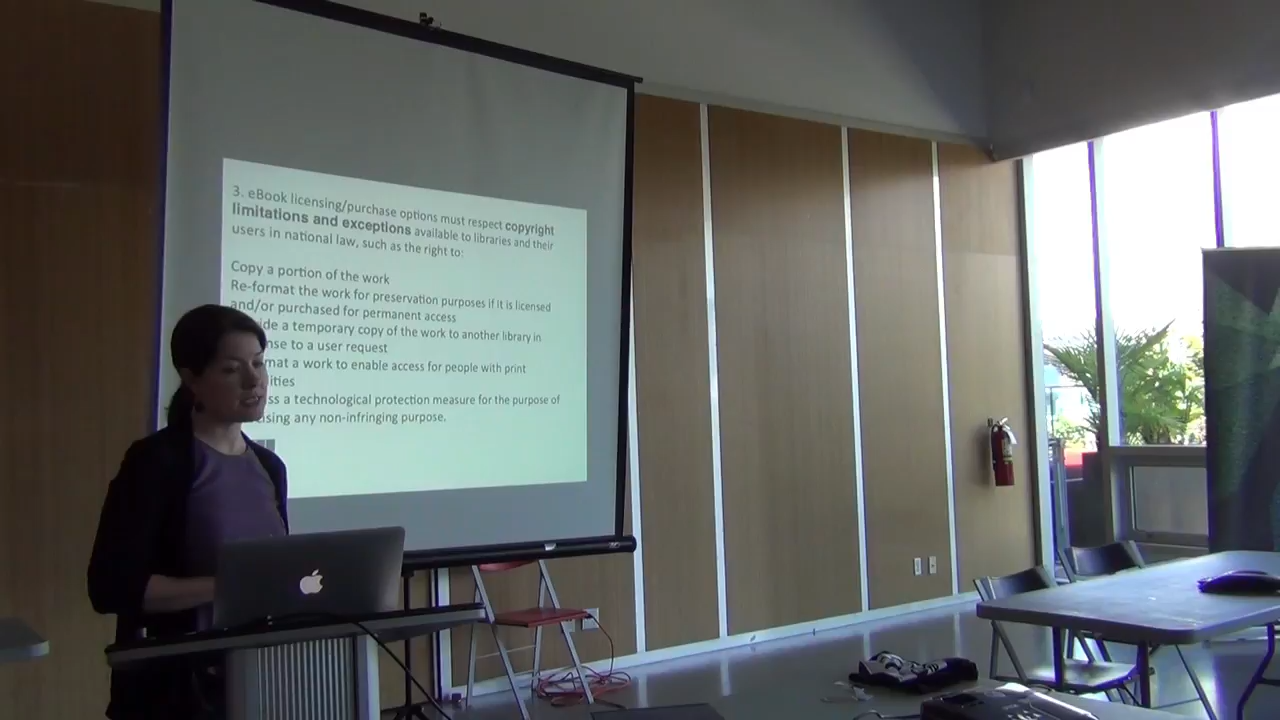 3. eBook licensing/purchase options must respect copyright
limitations and exceptions available to libraries and their
users in national law, such as the right to:
Copy a portion of the work
Re-format the work for preservation purposes if it is licensed
and/or purchased for permanent access
ide a temporary copy of the work to another library in
nse to a user request
mat a work to enable access for people with print
lities
ss a technological protection measure for the purpose of
ising any non-infringing purpose.